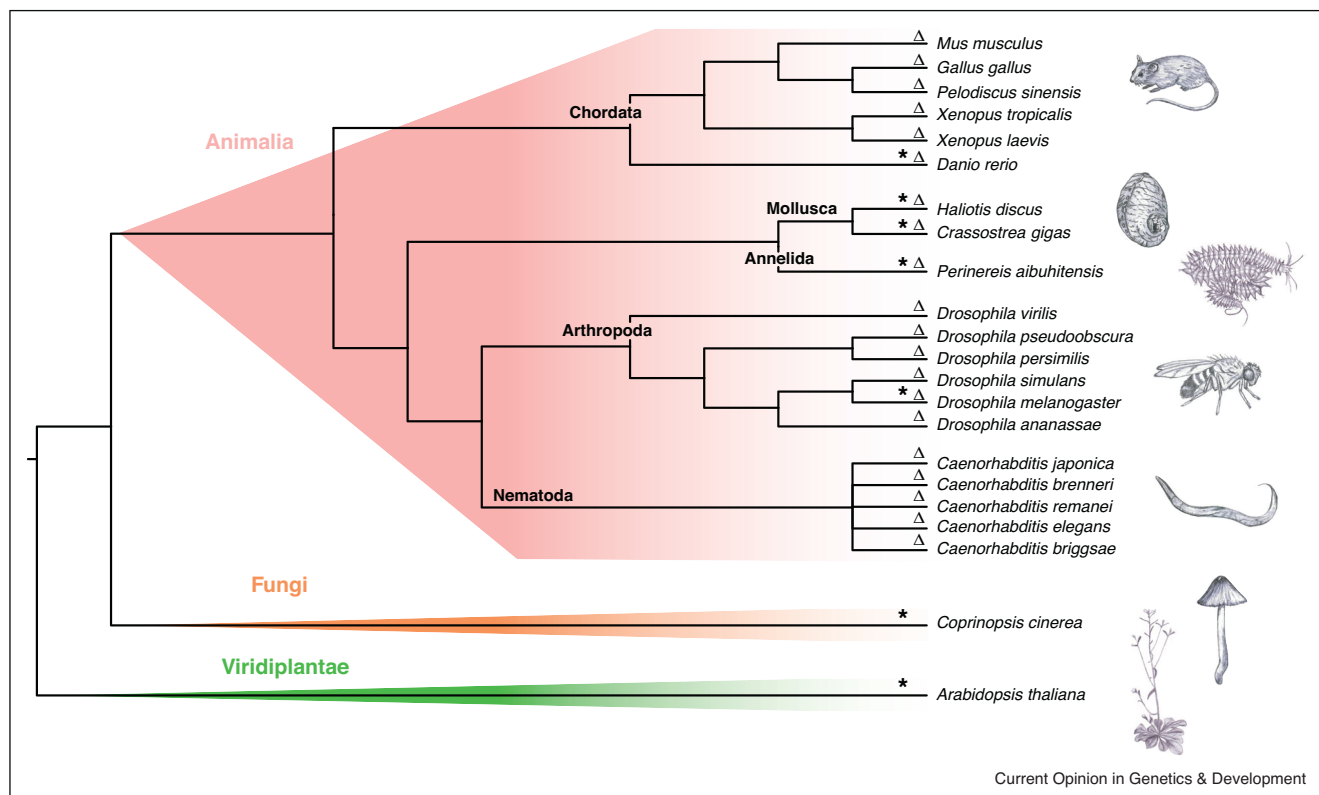 Animalia
Chordata
Δ Mus musculus
Δ Gallus gallus
Δ Pelodiscus sinensis
Δ Xenopus tropicalis
Δ Xenopus laevis
* Δ Danio rerio
Mollusca
* Δ Haliotis discus
* Δ Crassostrea gigas
Annelida
* Δ Perinereis aibuhitensis
Arthropoda
Δ Drosophila virilis
Δ Drosophila pseudoobscura
Δ Drosophila persimilis
Δ Drosophila simulans
* Δ Drosophila melanogaster
Δ Drosophila ananassae
Nematoda
Δ Caenorhabditis japonica
Δ Caenorhabditis brenneri
Δ Caenorhabditis remanei
Δ Caenorhabditis elegans
Δ Caenorhabditis briggsae
Fungi
* Coprinopsis cinerea
Viridiplantae
* Arabidopsis thaliana
Current Opinion in Genetics & Development